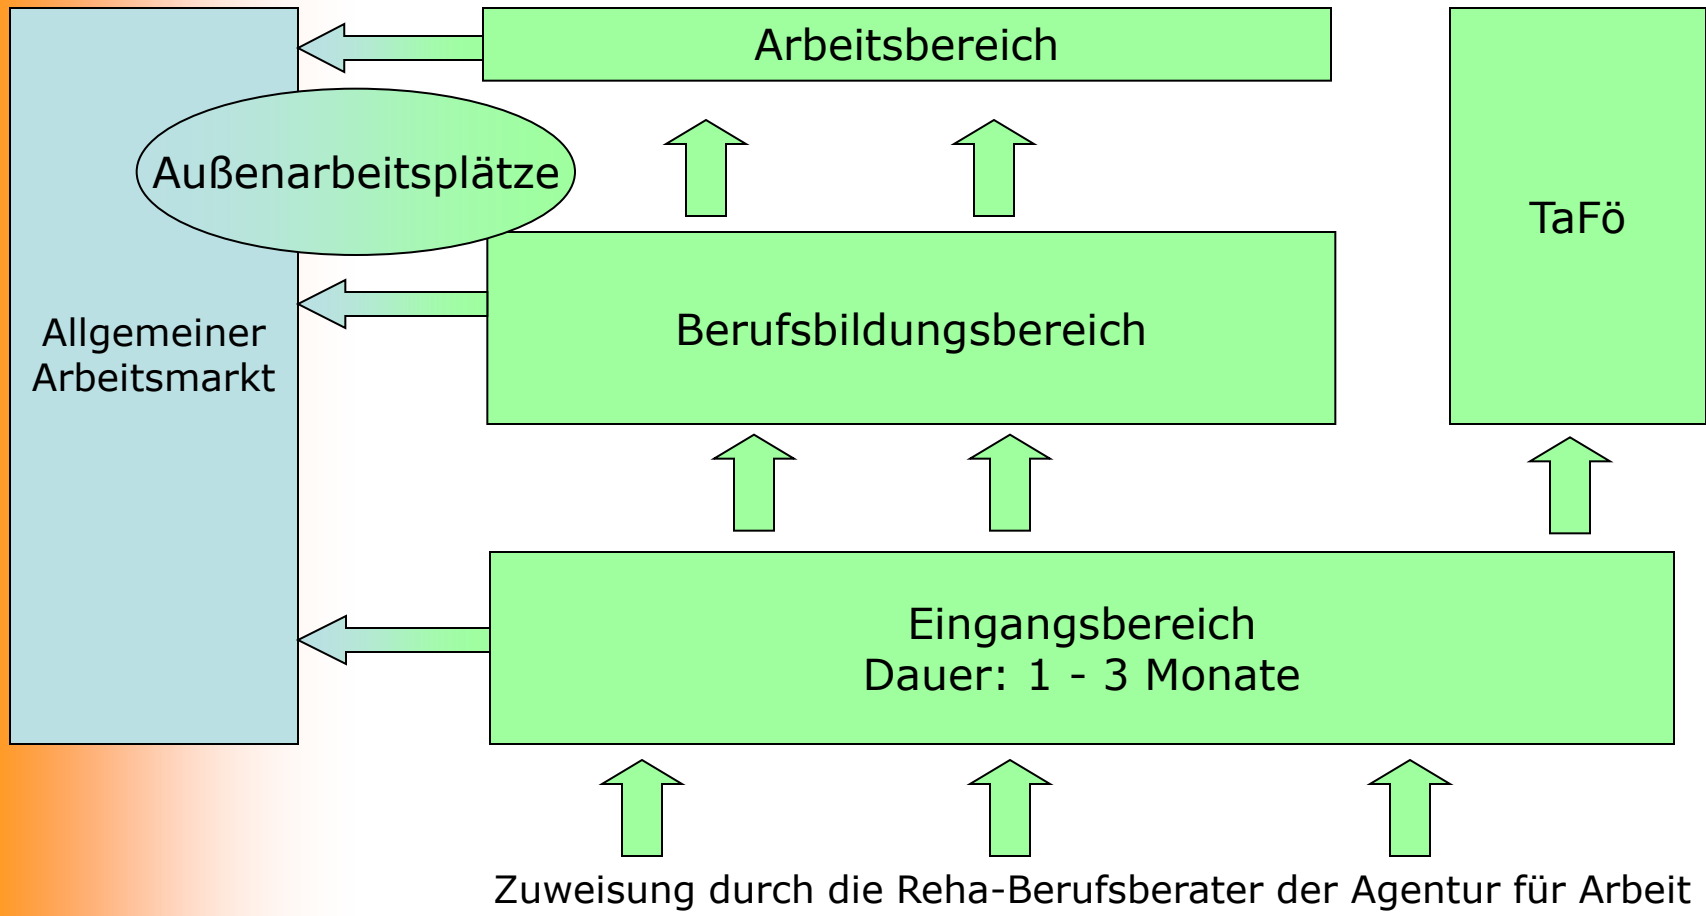 Arbeitsbereich
Außenarbeitsplätze
TaFö
Allgemeiner
Arbeitsmarkt
Berufsbildungsbereich
Eingangsbereich
Dauer: 1 - 3 Monate
Zuweisung durch die Reha-Berufsberater der Agentur für Arbeit